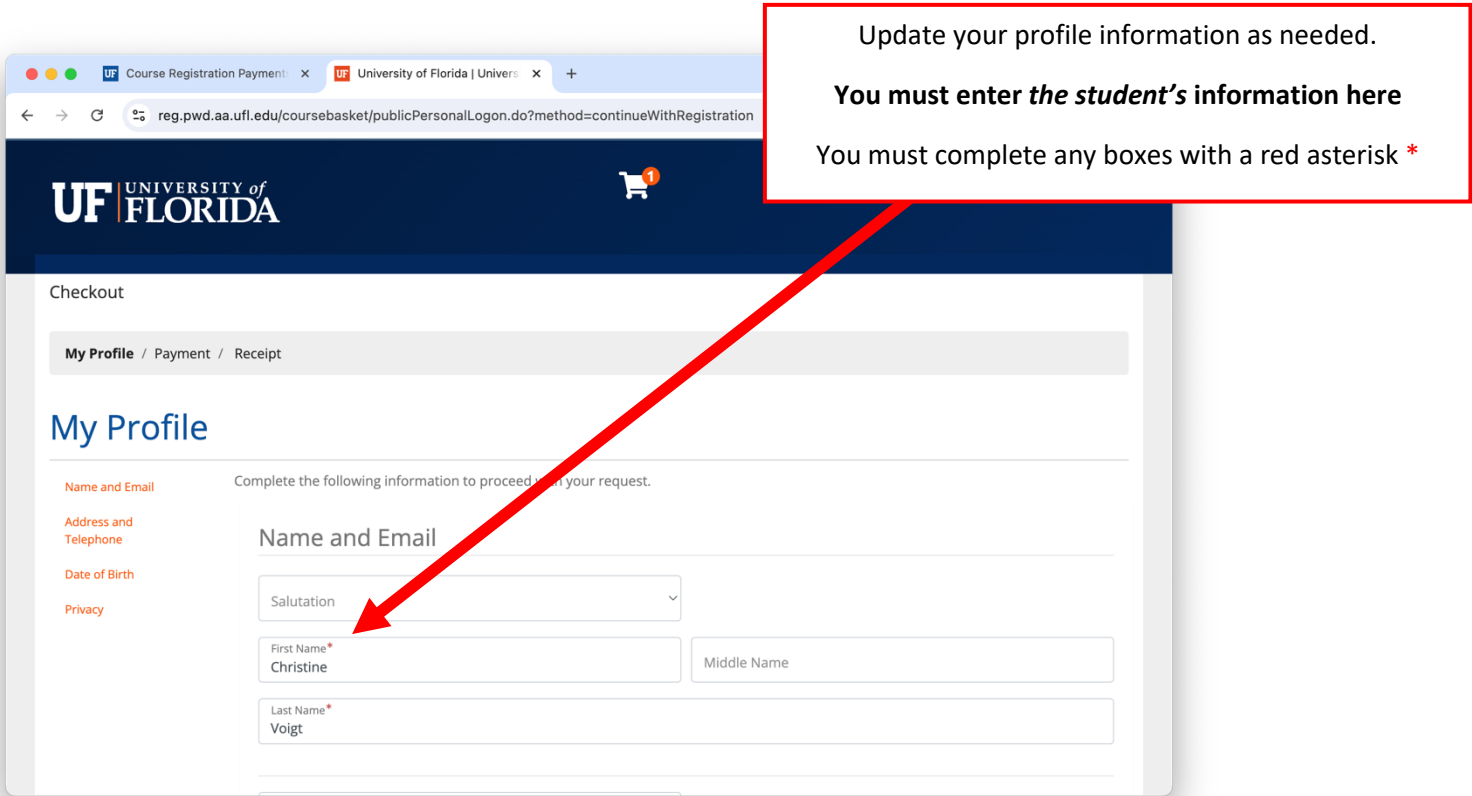 Update your profile information as needed.
You must enter the student's information here
You must complete any boxes with a red asterisk *
UF Course Registration Payment
UF University of Florida | Univers
reg.pwd.aa.ufl.edu/coursebasket/publicPersonalLogon.do?method=continueWithRegistration
UF UNIVERSITY of
FLORIDA
1
Checkout
My Profile / Payment / Receipt
My Profile
Name and Email
Address and
Telephone
Date of Birth
Privacy
Complete the following information to proceed your request.
Name and Email
Salutation
First Name*
Christine
Middle Name
Last Name*
Voigt